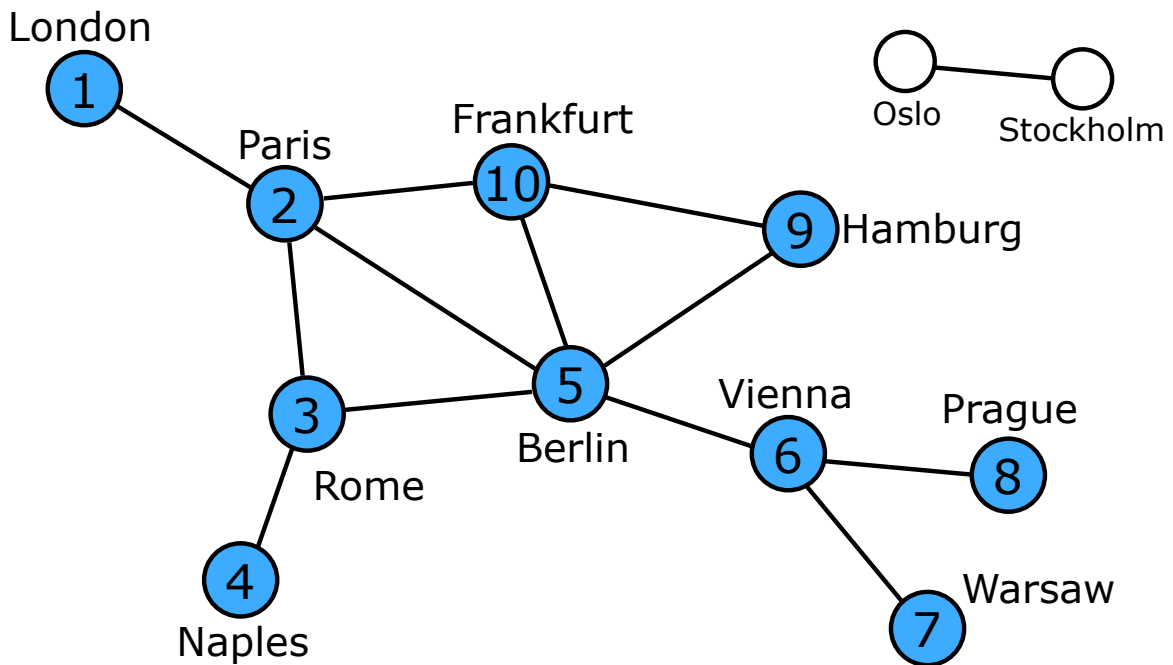 London
1
Oslo
Stockholm
Frankfurt
Paris
10
2
9
Hamburg
5
Vienna
Prague
3
Berlin
6
8
Rome
4
Warsaw
7
Naples